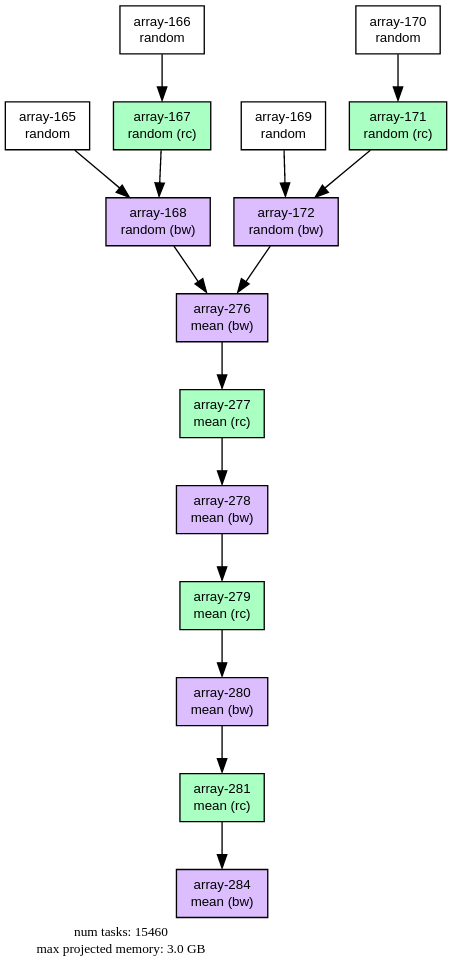 array-166
random
array-170
random
array-165
random
array-167
random (rc)
array-169
random
array-171
random (rc)
array-168
random (bw)
array-172
random (bw)
array-276
mean (bw)
array-277
mean (rc)
array-278
mean (bw)
array-279
mean (rc)
array-280
mean (bw)
array-281
mean (rc)
array-284
mean (bw)
num tasks: 15460
max projected memory: 3.0 GB